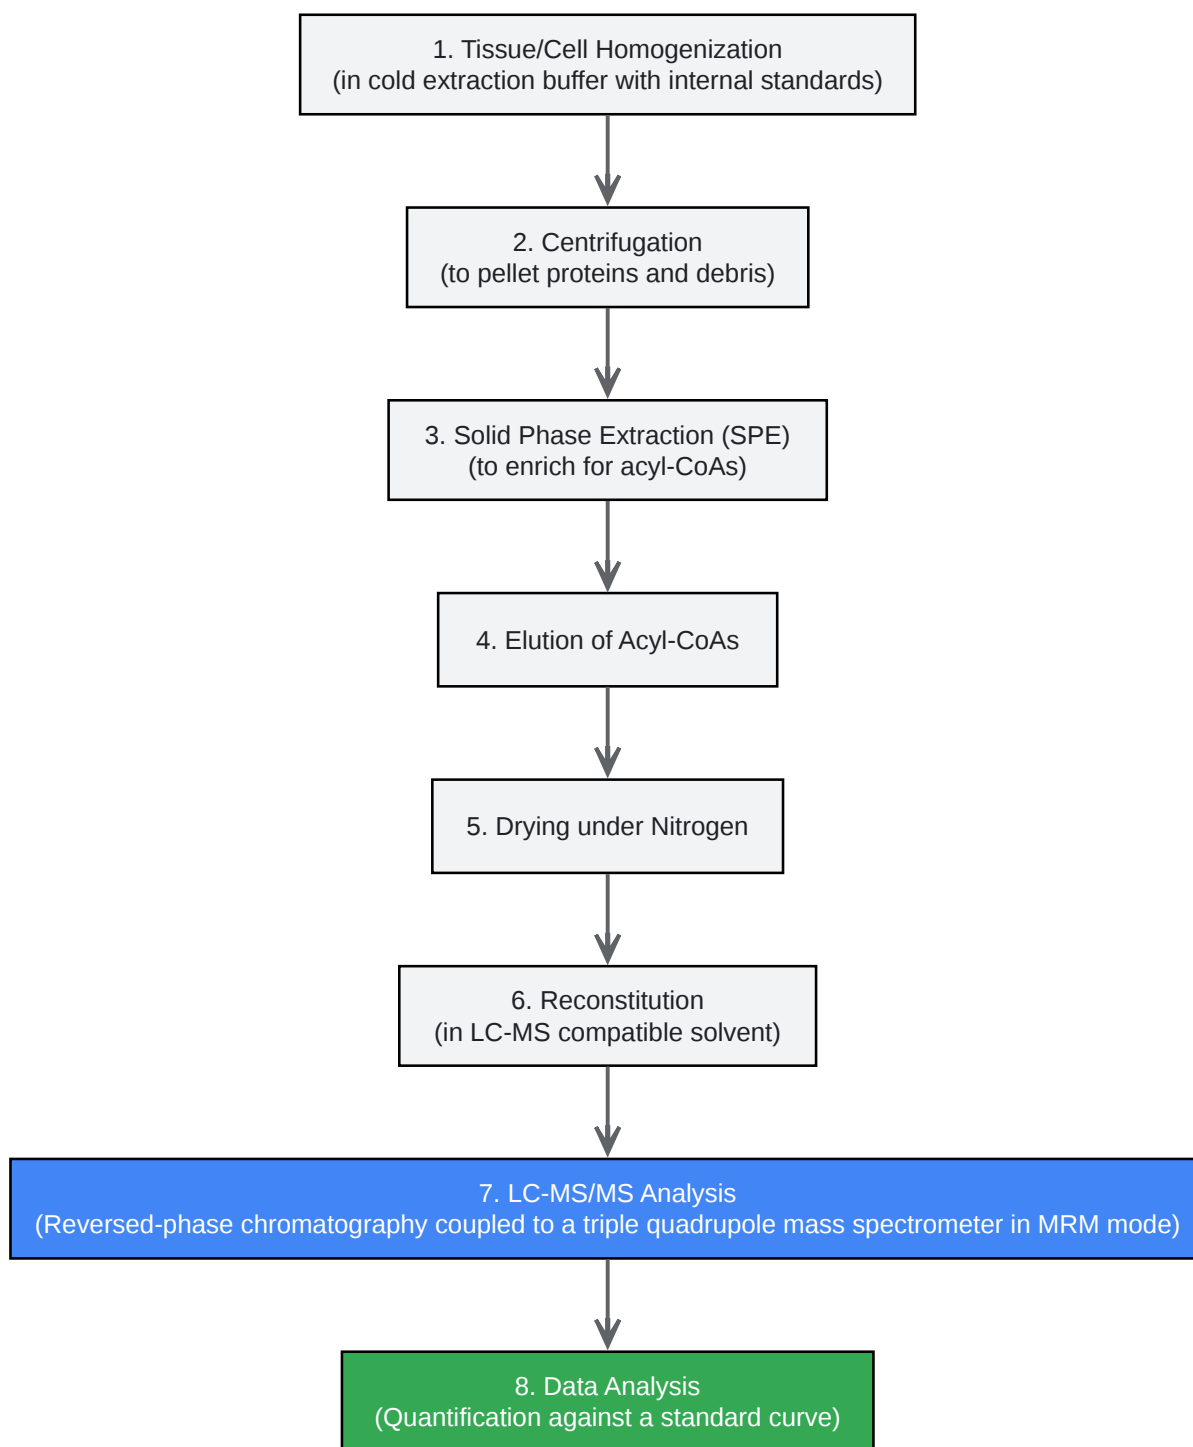 1. Tissue/Cell Homogenization
(in cold extraction buffer with internal standards)
2. Centrifugation
(to pellet proteins and debris)
3. Solid Phase Extraction (SPE)
(to enrich for acyl-CoAs)
4. Elution of Acyl-CoAs
5. Drying under Nitrogen
6. Reconstitution
(in LC-MS compatible solvent)
7. LC-MS/MS Analysis
(Reversed-phase chromatography coupled to a triple quadrupole mass spectrometer in MRM mode)
8. Data Analysis
(Quantification against a standard curve)